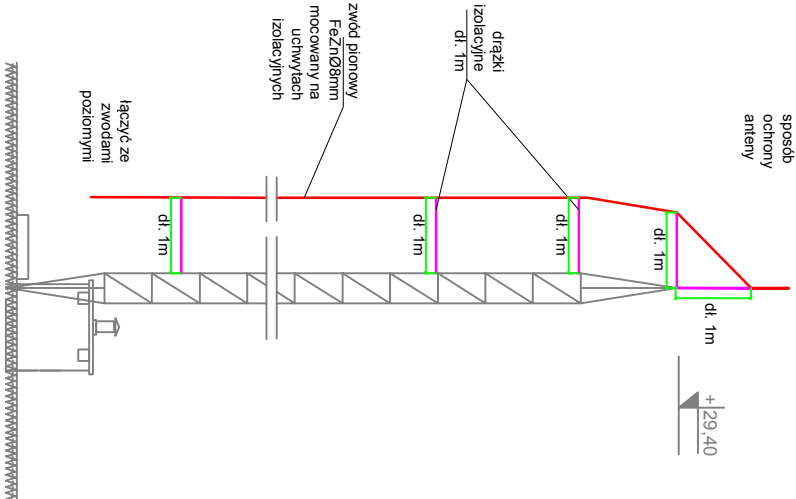 sposób
ochrony
anteny
drążki
izolacyjne
dł. 1m
zwód pionowy
FeZnØ8mm
mocowany na
uchwytach
izolacyjnych
łączyć ze
zwodami
poziomymi
dł. 1m
dł. 1m
dł. 1m
dł. 1m
dł. 1m
+29,40